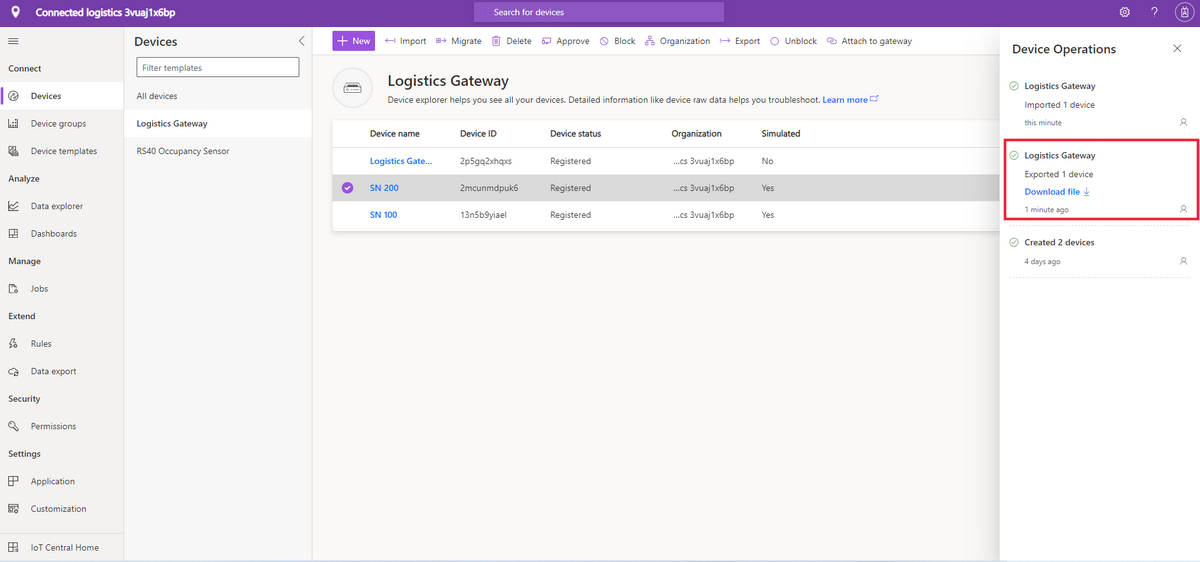 Connected logistics 3vuaj1x6bp
Search for devices
?
Connect
Devices
Device groups
Device templates
Analyze
Data explorer
Dashboards
Manage
Jobs
Extend
Rules
Data export
Security
Permissions
Settings
Application
Customization
IoT Central Home
Devices
Filter templates
All devices
Logistics Gateway
RS40 Occupancy Sensor
New Import Migrate Delete Approve Block Organization Export Unblock Attach to gateway
Logistics Gateway
Device explorer helps you see all your devices. Detailed information like device raw data helps you troubleshoot. Learn more
Device name Device ID Device status Organization Simulated
Logistics Gate... 2p5gq2xhqxs Registered ...cs 3vuaj1x6bp No
SN 200 2mcunmdpuk6 Registered ...cs 3vuaj1x6bp Yes
SN 100 13n5b9yiael Registered ...cs 3vuaj1x6bp Yes
Device Operations
Logistics Gateway
Imported 1 device
this minute
Logistics Gateway
Exported 1 device
Download file
1 minute ago
Created 2 devices
4 days ago